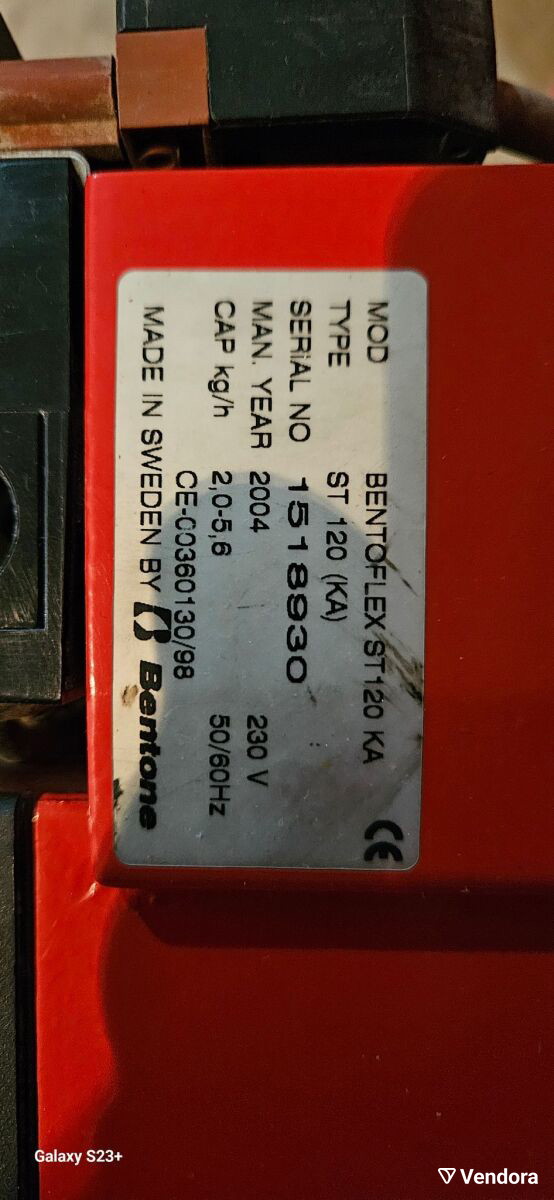 MOD BENTOFLEX ST120 KA CE
TYPE ST 120 (KA)
SERIAL NO 1518930
MAN. YEAR 2004 230 V
CAP kg/h 2,0-5,6 50/60Hz
CE-00360130/98
MADE IN SWEDEN BY Bentone
Galaxy S23+
Vendora